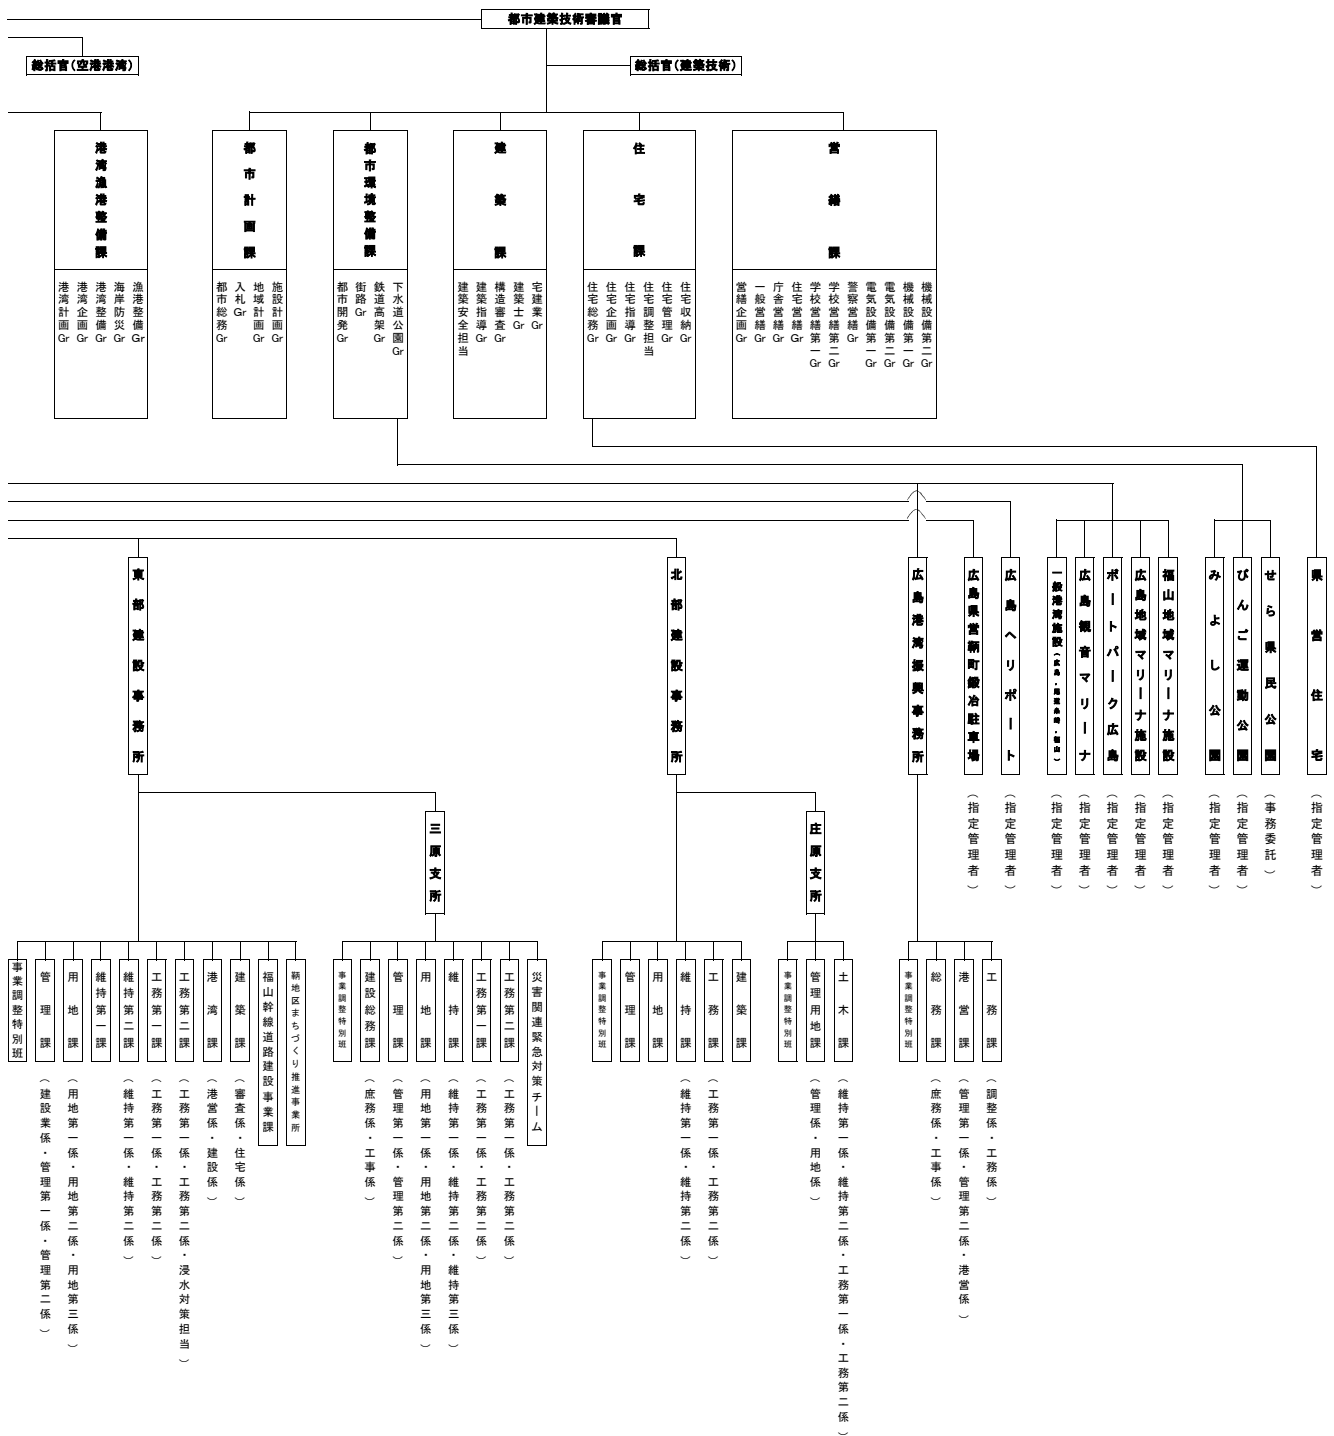 都市建築技術審議官
総括官(空港港湾)
総括官(建築技術)
港湾漁港整備課
港湾計画Gr
港湾企画Gr
港湾整備Gr
海岸防災Gr
漁港整備Gr
都市計画課
都市総務Gr
入札Gr
地域計画Gr
施設計画Gr
都市環境整備課
都市開発Gr
街路Gr
鉄道高架Gr
下水道公園Gr
建築課
建築安全担当
建築指導Gr
構造審査Gr
建築士Gr
宅建業Gr
住宅課
住宅総務Gr
住宅企画Gr
住宅指導Gr
住宅調整担当
住宅管理Gr
住宅収納Gr
営繕課
営繕企画Gr
一般営繕Gr
庁舎営繕Gr
住宅営繕Gr
学校営繕第一Gr
学校営繕第二Gr
警察営繕Gr
電気設備第一Gr
電気設備第二Gr
機械設備第一Gr
機械設備第二Gr
東部建設事務所
北部建設事務所
広島港湾振興事務所
広島県営鞆町鍛冶駐車場
(指定管理者)
広島ヘリポート
(指定管理者)
一般港湾施設(広島・尾道糸崎・福山)
(指定管理者)
広島観音マリーナ
(指定管理者)
ボートパーク広島
(指定管理者)
広島地域マリーナ施設
(指定管理者)
福山地域マリーナ施設
(指定管理者)
みよし公園
(指定管理者)
びんご運動公園
(指定管理者)
せら県民公園
(事務委託)
県営住宅
(指定管理者)
三原支所
庄原支所
事業調整特別班
管理課
(建設業係・管理第一係・管理第二係)
用地課
(用地第一係・用地第二係・用地第三係)
維持第一課
維持第二課
(維持第一係・維持第二係)
工務第一課
(工務第一係・工務第二係)
工務第二課
(工務第一係・工務第二係・浸水対策担当)
港湾課
(港営係・建設係)
建築課
(審査係・住宅係)
福山幹線道路建設事業課
鞆地区まちづくり推進事業所
事業調整特別班
建設総務課
(庶務係・工事係)
管理課
(管理第一係・管理第二係)
用地課
(用地第一係・用地第二係・用地第三係)
維持課
(維持第一係・維持第二係・維持第三係)
工務第一課
(工務第一係・工務第二係)
工務第二課
(工務第一係・工務第二係)
災害関連緊急対策チーム
事業調整特別班
管理課
用地課
維持課
(維持第一係・維持第二係)
工務課
(工務第一係・工務第二係)
建築課
事業調整特別班
管理用地課
(管理係・用地係)
土木課
(維持第一係・維持第二係・工務第一係・工務第二係)
事業調整特別班
総務課
(庶務係・工事係)
港営課
(管理第一係・管理第二係・港営係)
工務課
(調整係・工務係)